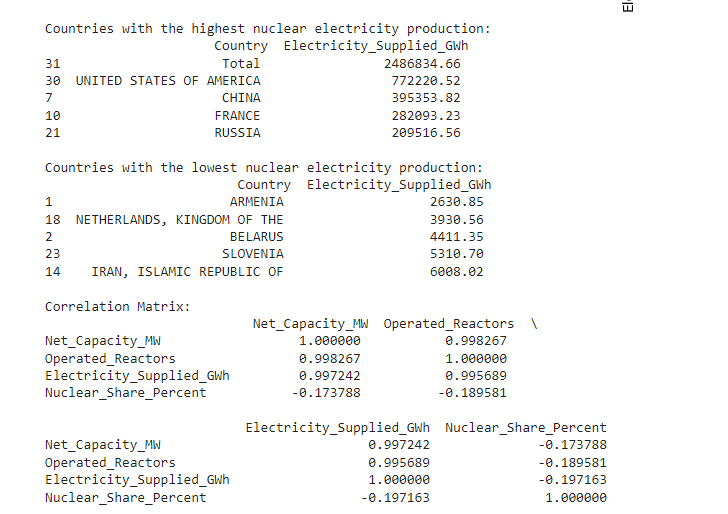 Countries with the highest nuclear electricity production:
Country Electricity_Supplied_GWh
31 Total 2486834.66
30 UNITED STATES OF AMERICA 772220.52
7 CHINA 395353.82
10 FRANCE 282093.23
21 RUSSIA 209516.56
Countries with the lowest nuclear electricity production:
Country Electricity_Supplied_GWh
1 ARMENIA 2630.85
18 NETHERLANDS, KINGDOM OF THE 3930.56
2 BELARUS 4411.35
23 SLOVENIA 5310.70
14 IRAN, ISLAMIC REPUBLIC OF 6008.02
Correlation Matrix:
Net_Capacity_MW Operated_Reactors \
Net_Capacity_MW 1.000000 0.998267
Operated_Reactors 0.998267 1.000000
Electricity_Supplied_GWh 0.997242 0.995689
Nuclear_Share_Percent -0.173788 -0.189581
Electricity_Supplied_GWh Nuclear_Share_Percent
Net_Capacity_MW 0.997242 -0.173788
Operated_Reactors 0.995689 -0.189581
Electricity_Supplied_GWh 1.000000 -0.197163
Nuclear_Share_Percent -0.197163 1.000000